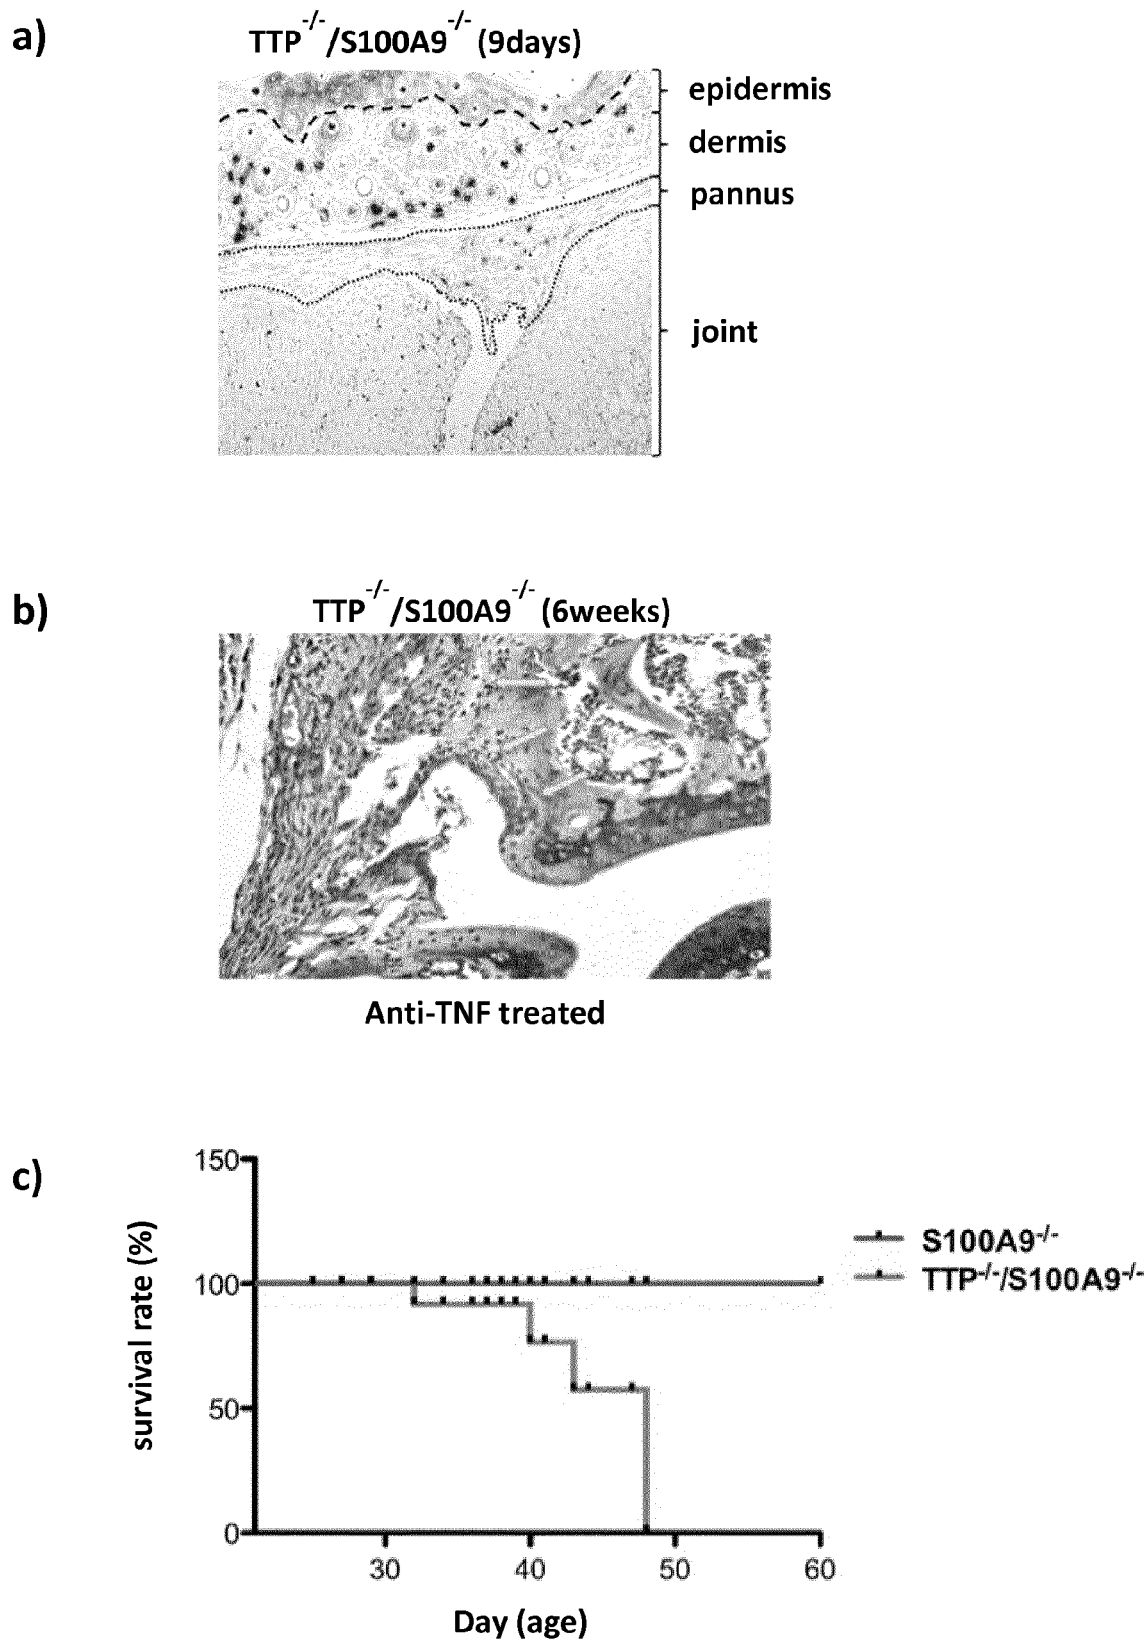 a)
TTP-/-/S100A9-/- (9days)
epidermis
dermis
pannus
joint
b)
TTP-/-/S100A9-/- (6weeks)
Anti-TNF treated
c)
survival rate (%)
150
100
50
0
30 40 50 60
Day (age)
S100A9-/-
TTP-/-/S100A9-/-